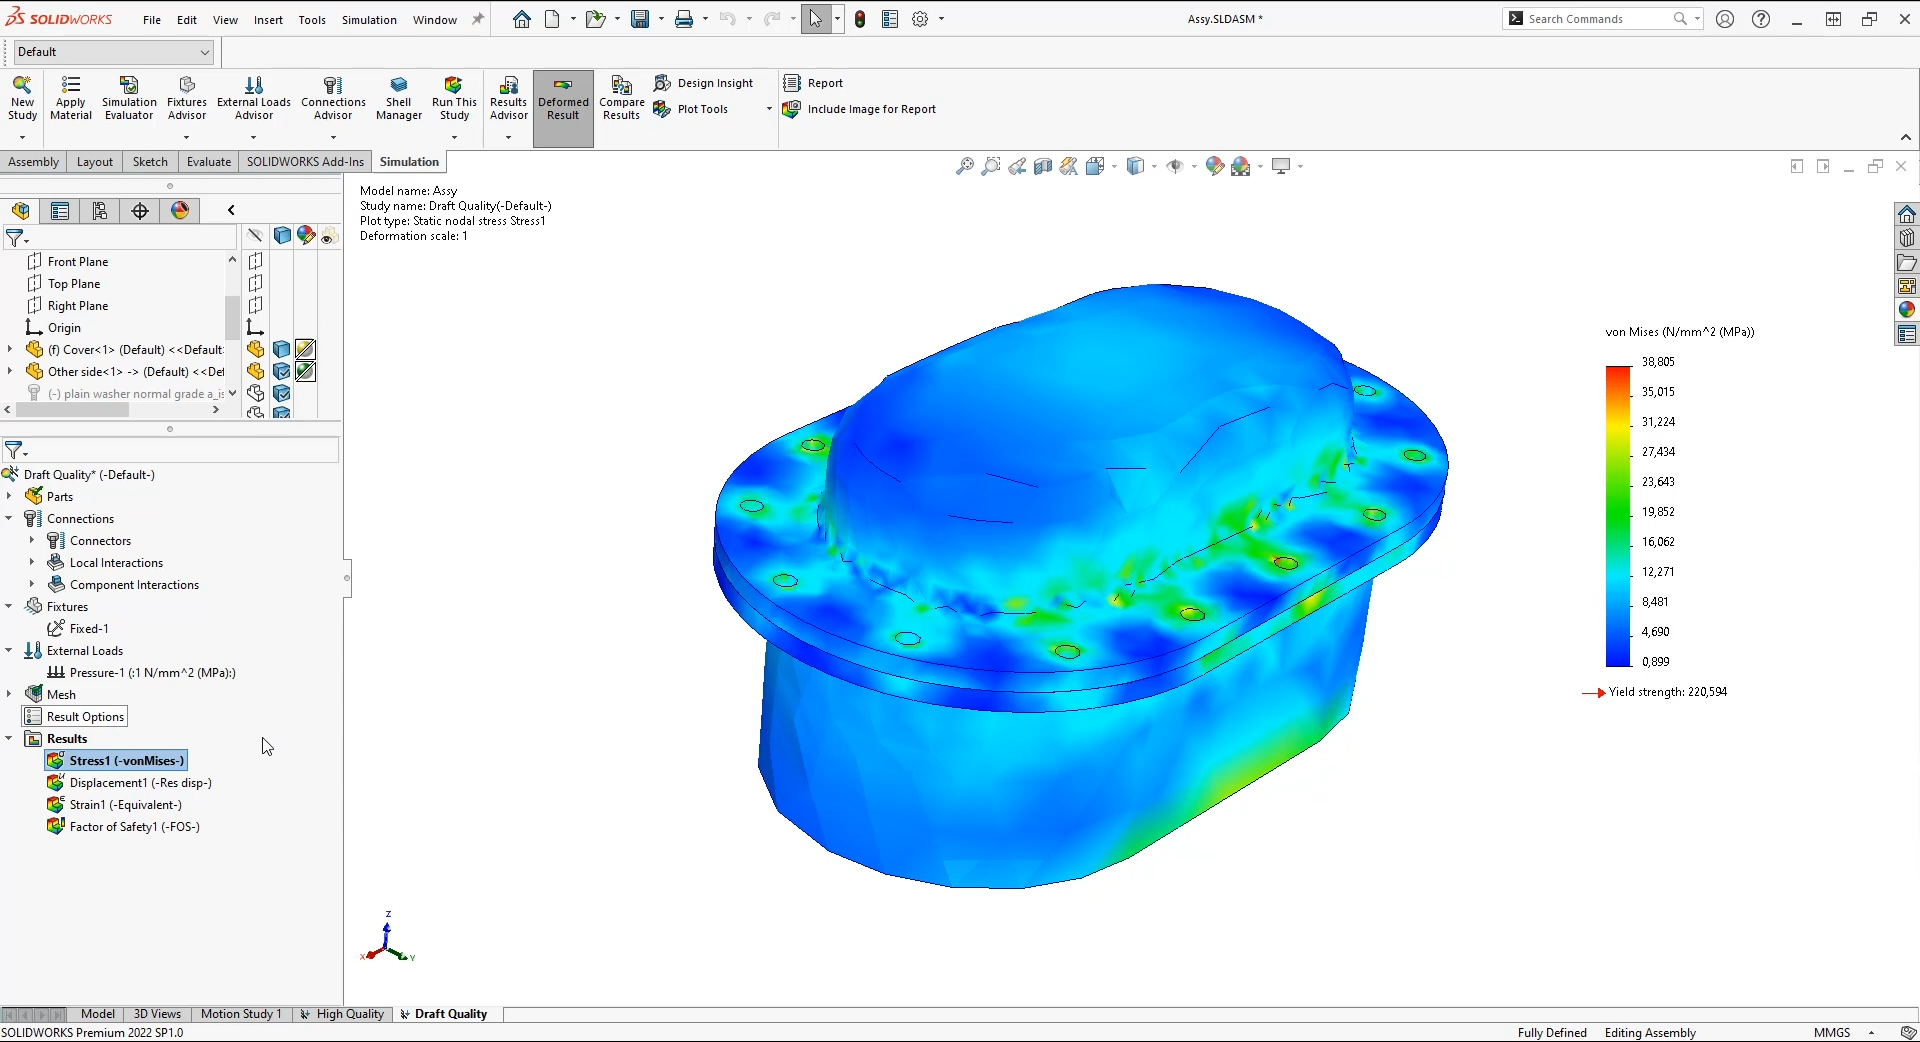 SOLIDWORKS File Edit View Insert Tools Simulation Window Assy.SLDASM * Search Commands
Default
New Study
Apply Material
Simulation Evaluator
Fixtures Advisor
External Loads Advisor
Connections Advisor
Shell Manager
Run This Study
Results Advisor
Deformed Result
Compare Results
Design Insight
Plot Tools
Report
Include Image for Report
Assembly Layout Sketch Evaluate SOLIDWORKS Add-Ins Simulation
Model name: Assy
Study name: Draft Quality(-Default-)
Plot type: Static nodal stress Stress1
Deformation scale: 1
Front Plane
Top Plane
Right Plane
Origin
(f) Cover<1> (Default) <<Default
Other side<1> -> (Default) <<Def
(-) plain washer normal grade a_is
Draft Quality* (-Default-)
Parts
Connections
Connectors
Local Interactions
Component Interactions
Fixtures
Fixed-1
External Loads
Pressure-1 (:1 N/mm^2 (MPa):)
Mesh
Result Options
Results
Stress1 (-vonMises-)
Displacement1 (-Res disp-)
Strain1 (-Equivalent-)
Factor of Safety1 (-FOS-)
von Mises (N/mm^2 (MPa))
38,805
35,015
31,224
27,434
23,643
19,852
16,062
12,271
8,481
4,690
0,899
Yield strength: 220,594
Z
X
Y
Model 3D Views Motion Study 1 High Quality Draft Quality
SOLIDWORKS Premium 2022 SP1.0 Fully Defined Editing Assembly MMGS